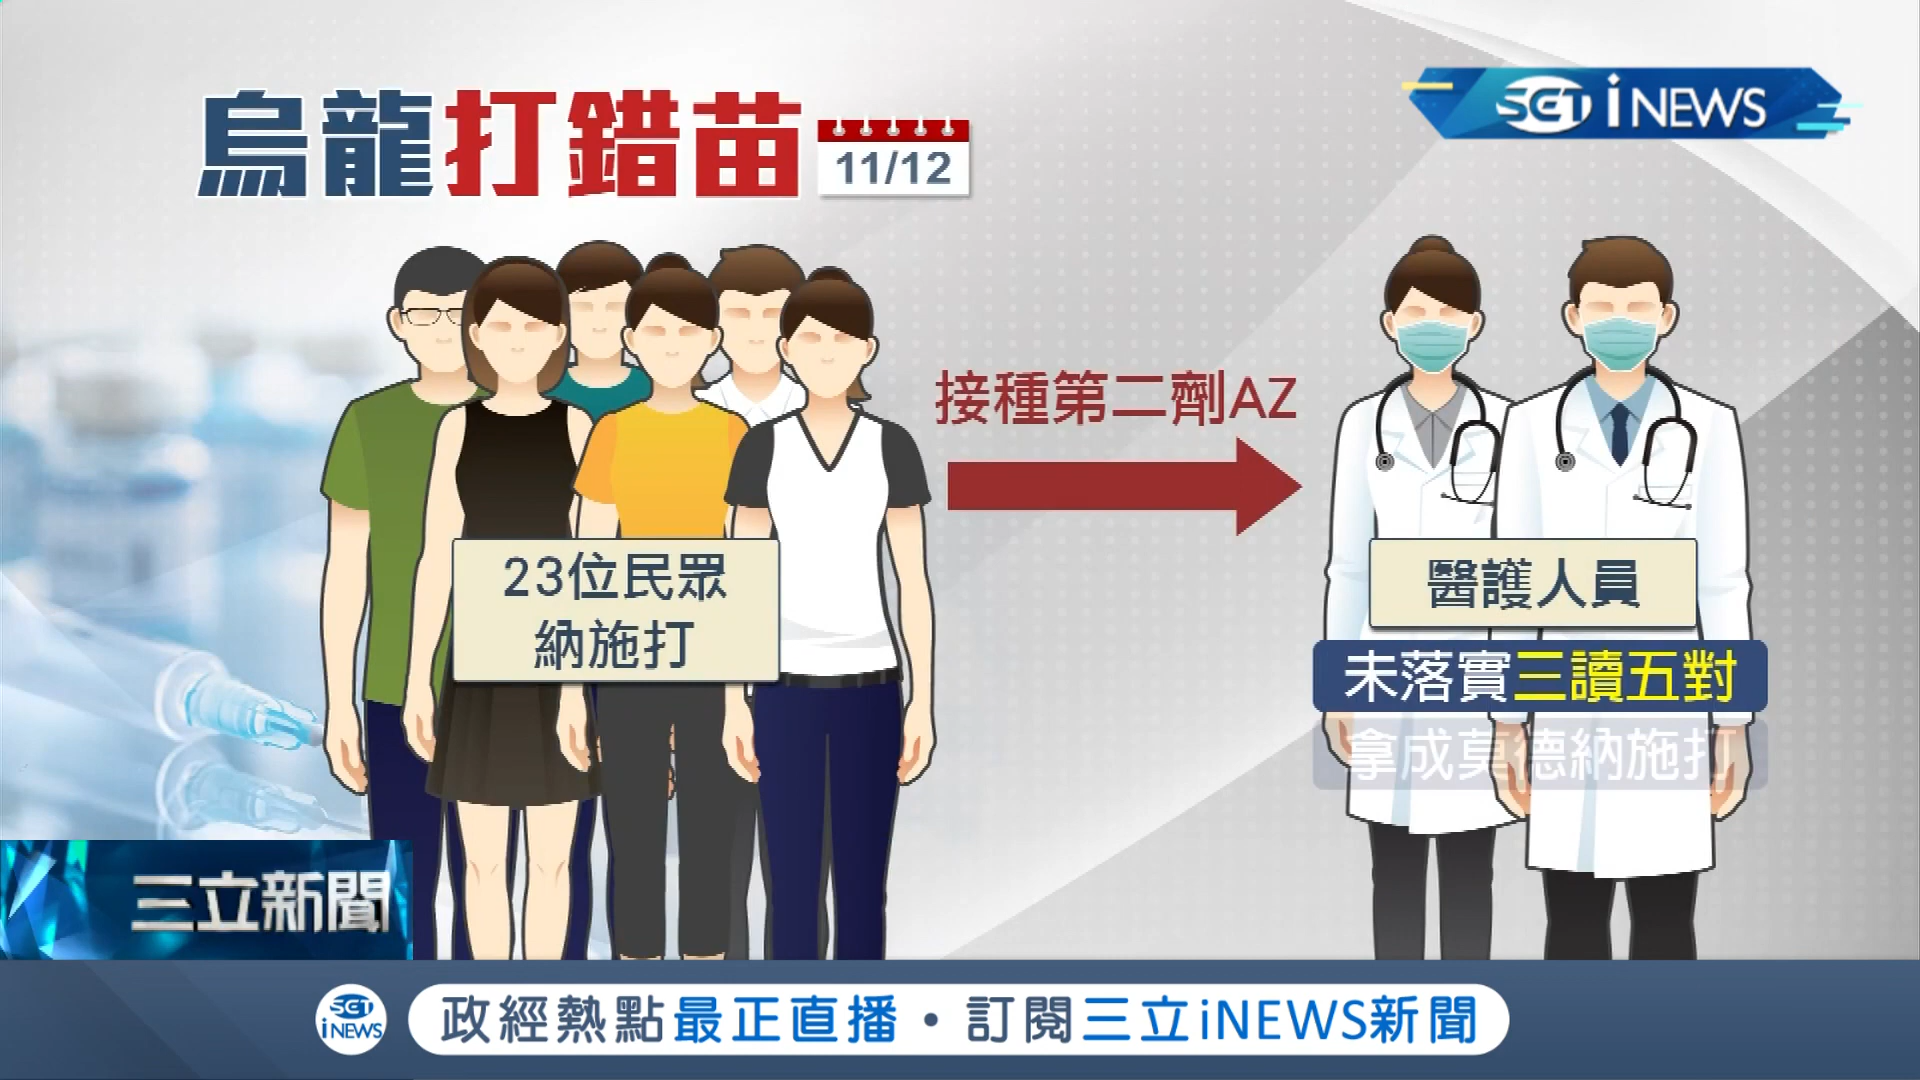 烏龍打錯苗
11/12
SET iNEWS
接種第二劑AZ
23位民眾
納施打
醫護人員
未落實三讀五對
拿成莫德納施打
三立新聞
SET
iNEWS
政經熱點最正直播・訂閱三立iNEWS新聞